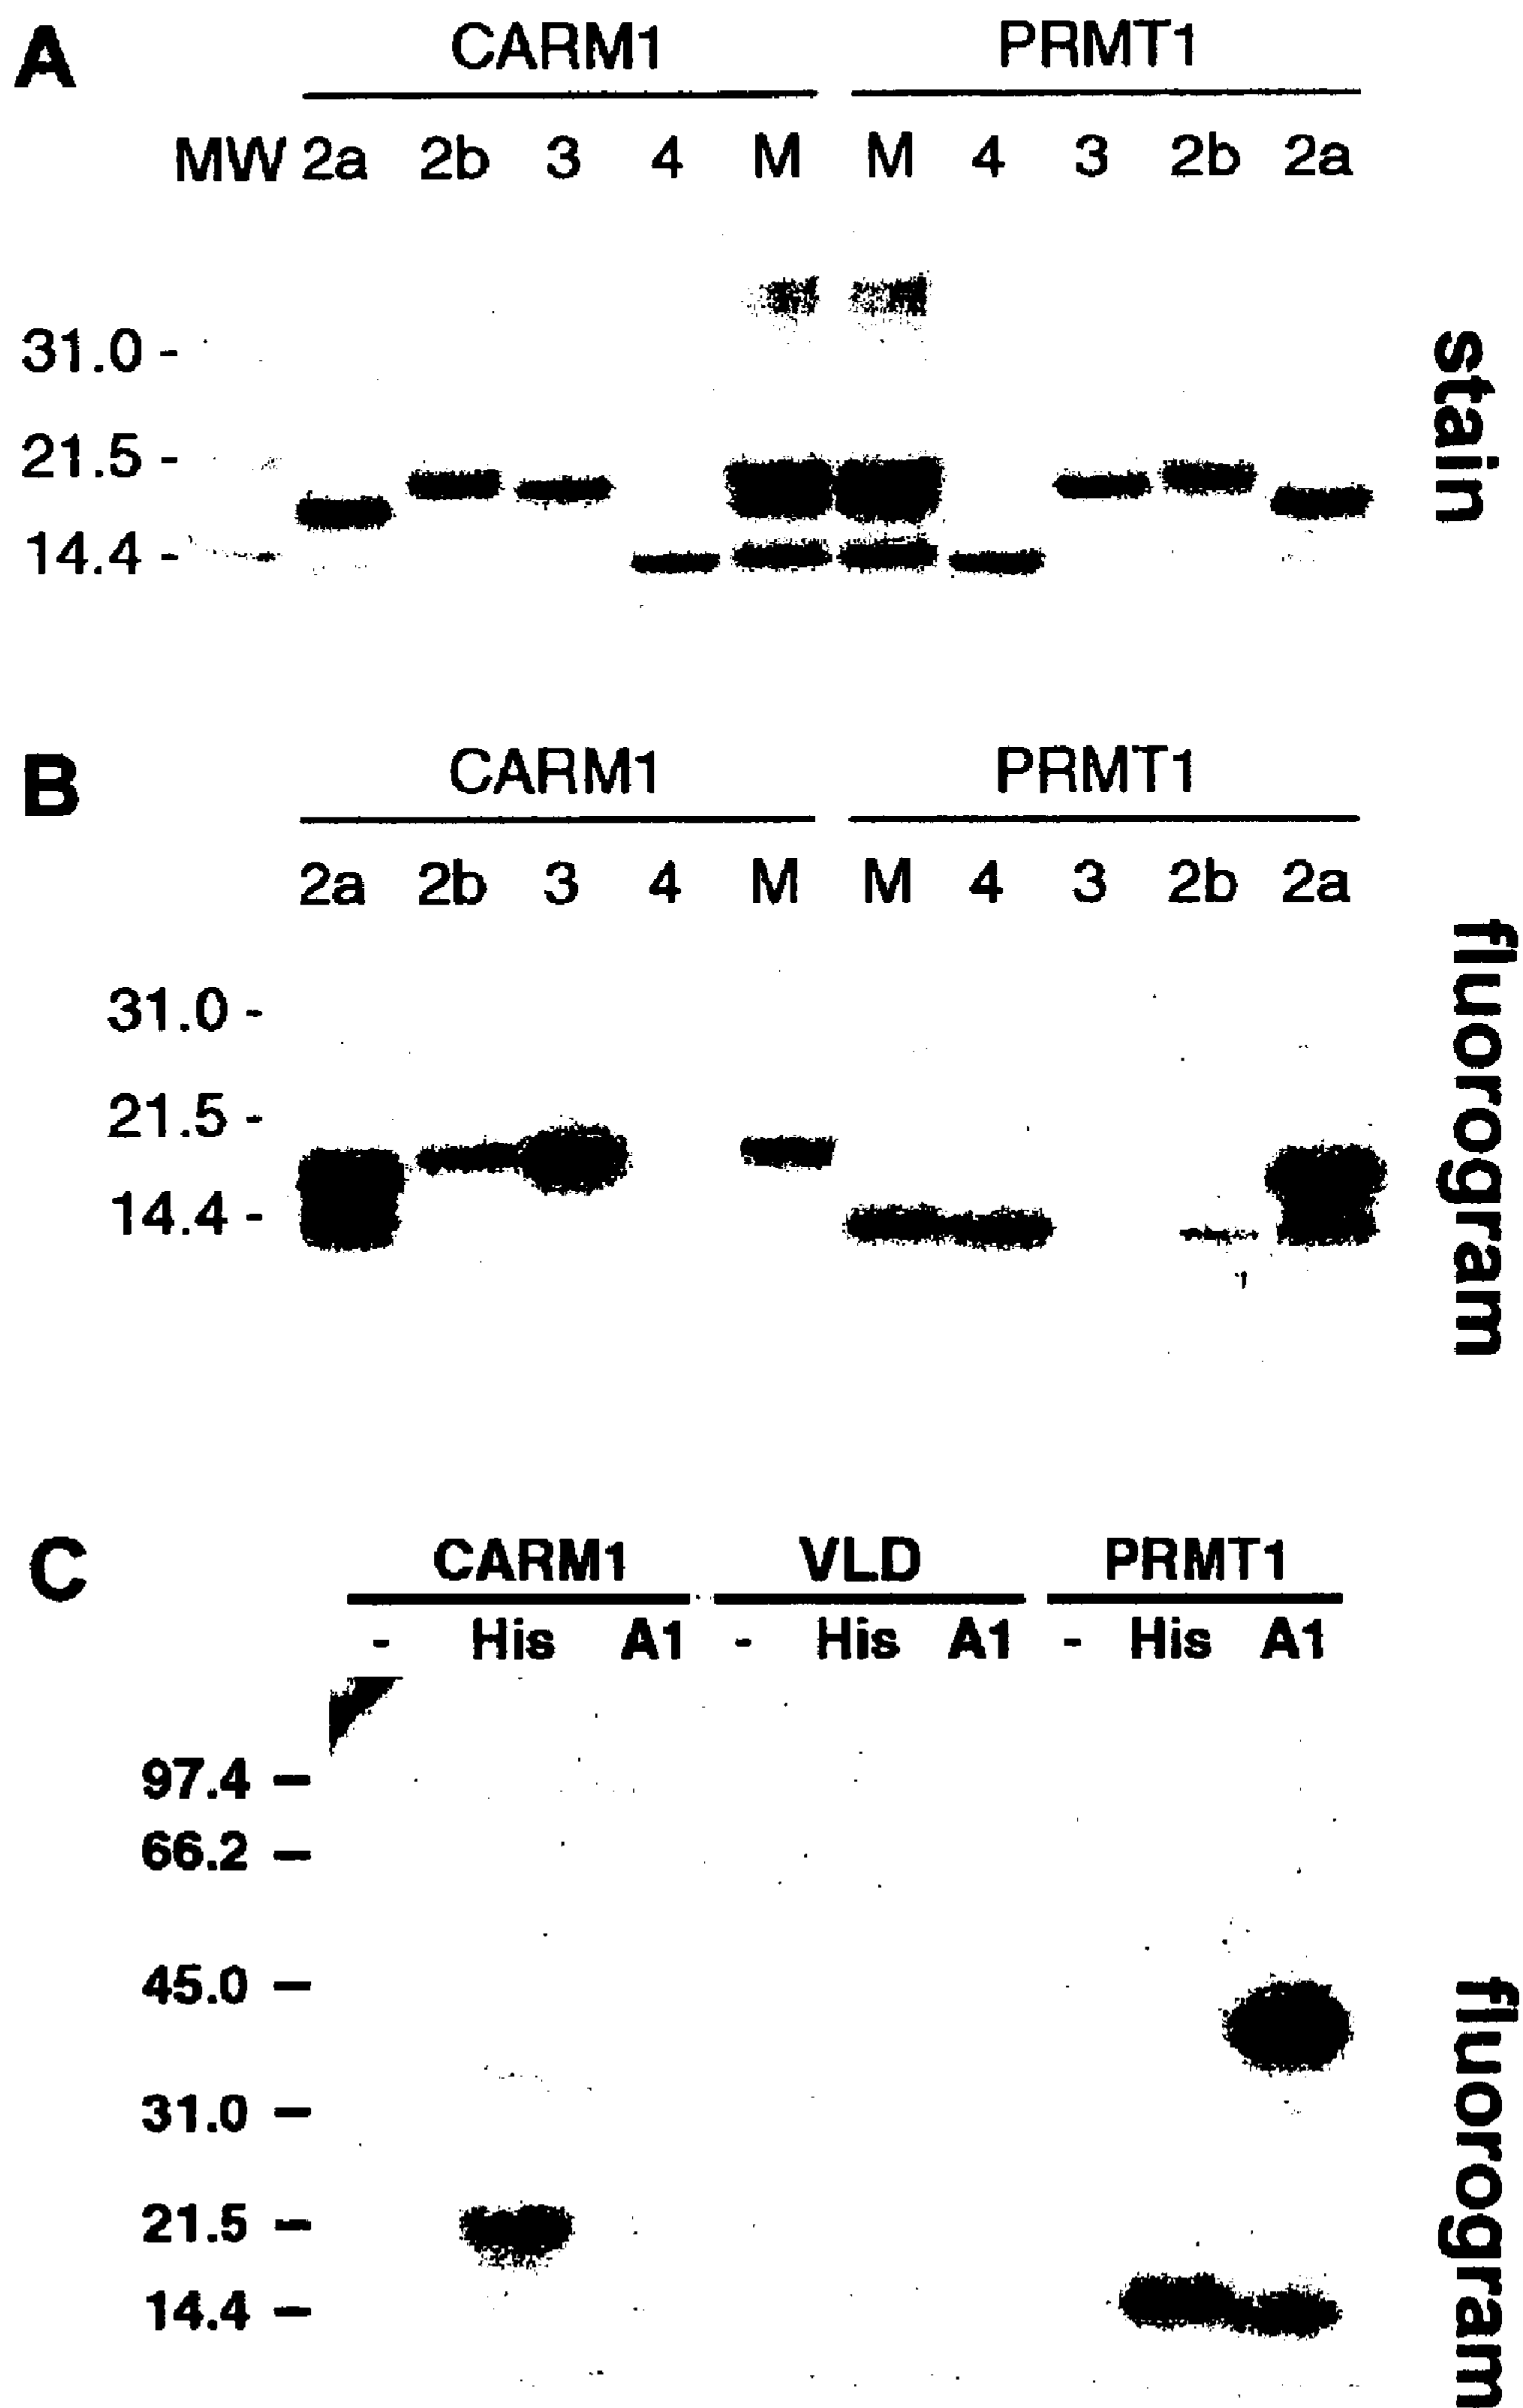 A
CARM1 PRMT1
MW 2a 2b 3 4 M M 4 3 2b 2a
31.0 -
21.5 -
14.4 -
stain
B
CARM1 PRMT1
2a 2b 3 4 M M 4 3 2b 2a
31.0 -
21.5 -
14.4 -
fluorogram
C
CARM1 VLD PRMT1
- His A1 - His A1 - His A1
97.4 —
66.2 —
45.0 —
31.0 —
21.5 —
14.4 —
fluorogram